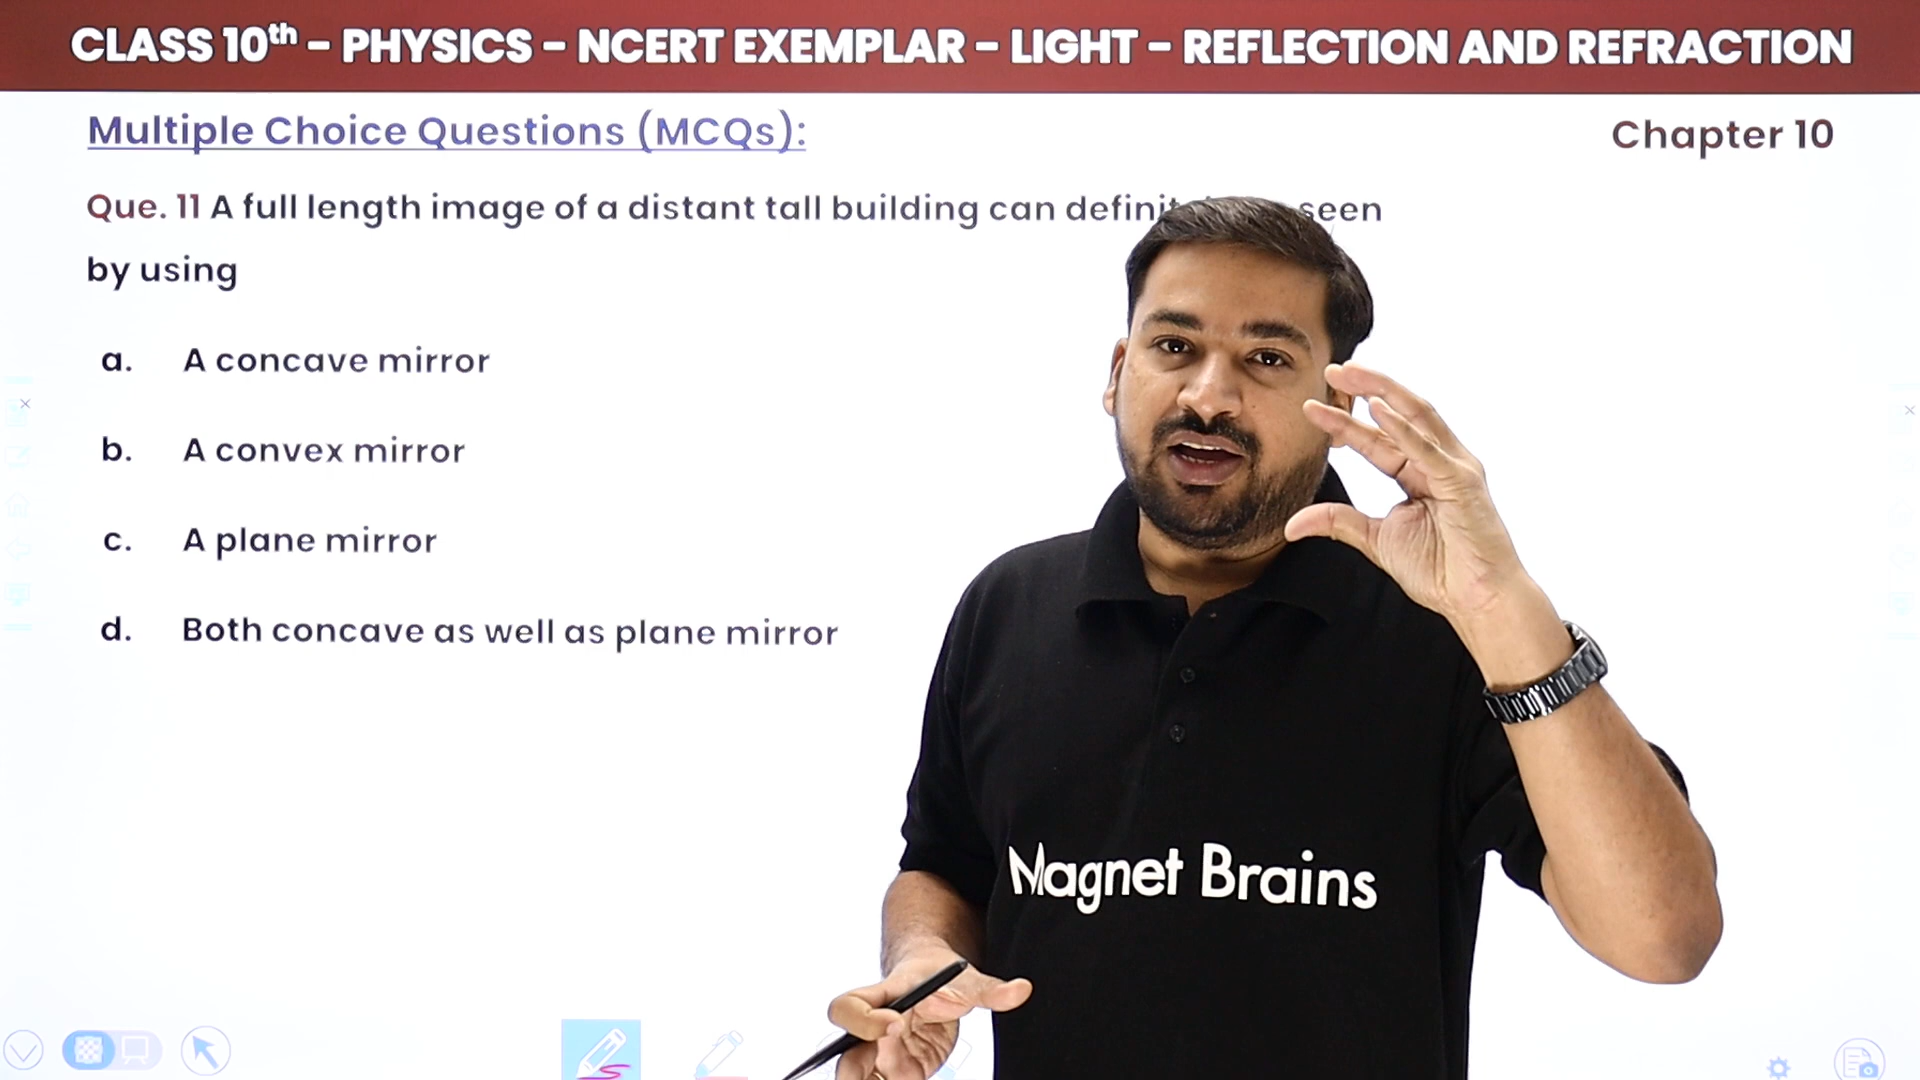 CLASS 10th – PHYSICS – NCERT EXEMPLAR – LIGHT – REFLECTION AND REFRACTION
Multiple Choice Questions (MCQs):
Chapter 10
Que. 11 A full length image of a distant tall building can seen
by using
a. A concave mirror
b. A convex mirror
c. A plane mirror
d. Both concave as well as plane mirror
Magnet Brains